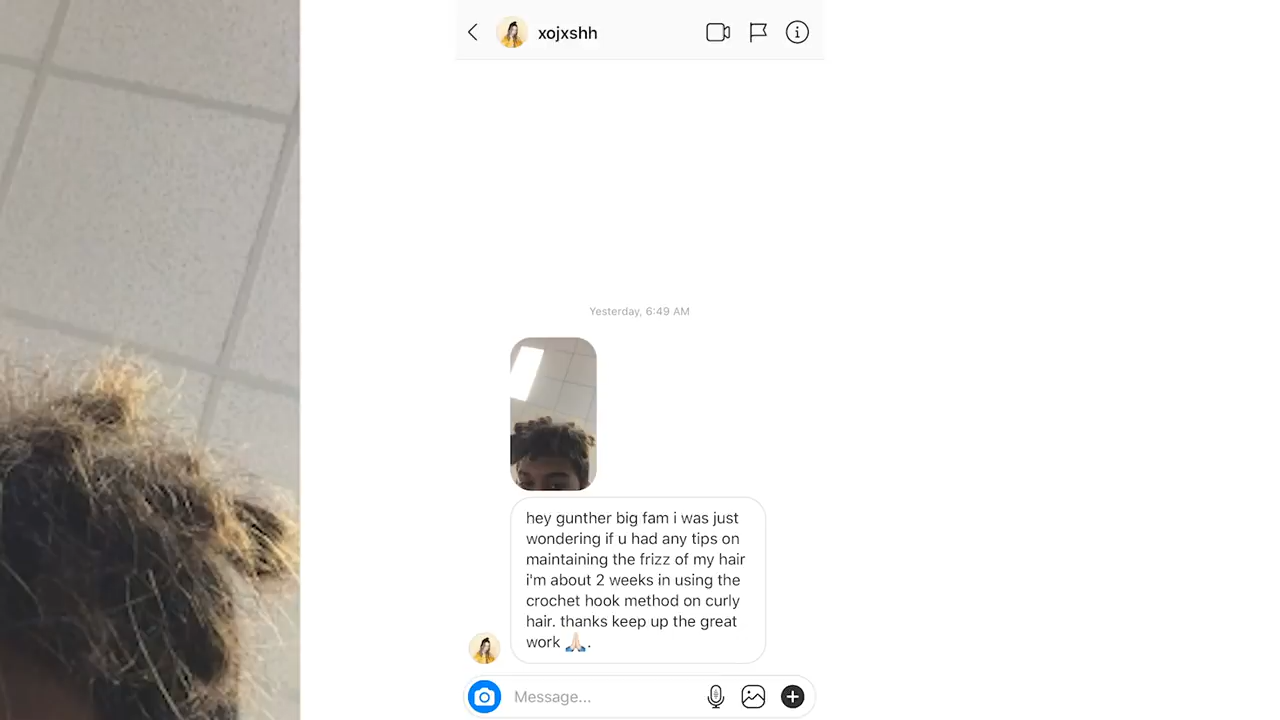 xojxshh
Yesterday, 6:49 AM
hey gunther big fam i was just
wondering if u had any tips on
maintaining the frizz of my hair
i'm about 2 weeks in using the
crochet hook method on curly
hair. thanks keep up the great
work 🙏🏻.
Message...